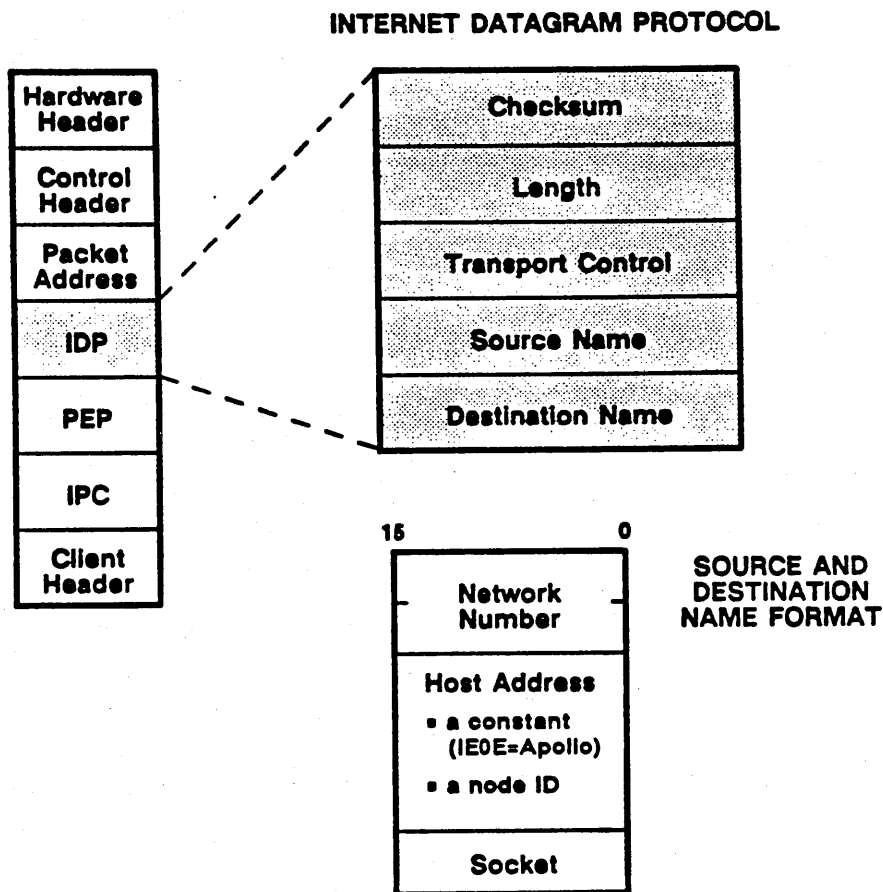 INTERNET DATAGRAM PROTOCOL
Hardware
Header
Control
Header
Packet
Address
IDP
PEP
IPC
Client
Header
Checksum
Length
Transport Control
Source Name
Destination Name
15 0
Network
Number
Host Address
▪ a constant
(IE0E=Apollo)
▪ a node ID
Socket
SOURCE AND
DESTINATION
NAME FORMAT